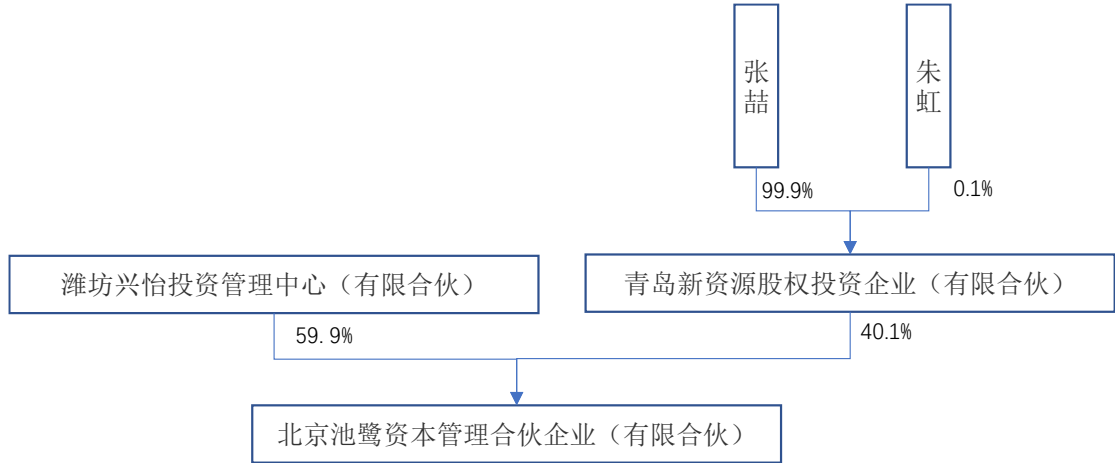 张喆
朱虹
99.9%
0.1%
潍坊兴怡投资管理中心（有限合伙）
青岛新资源股权投资企业（有限合伙）
59. 9%
40.1%
北京池鹭资本管理合伙企业（有限合伙）